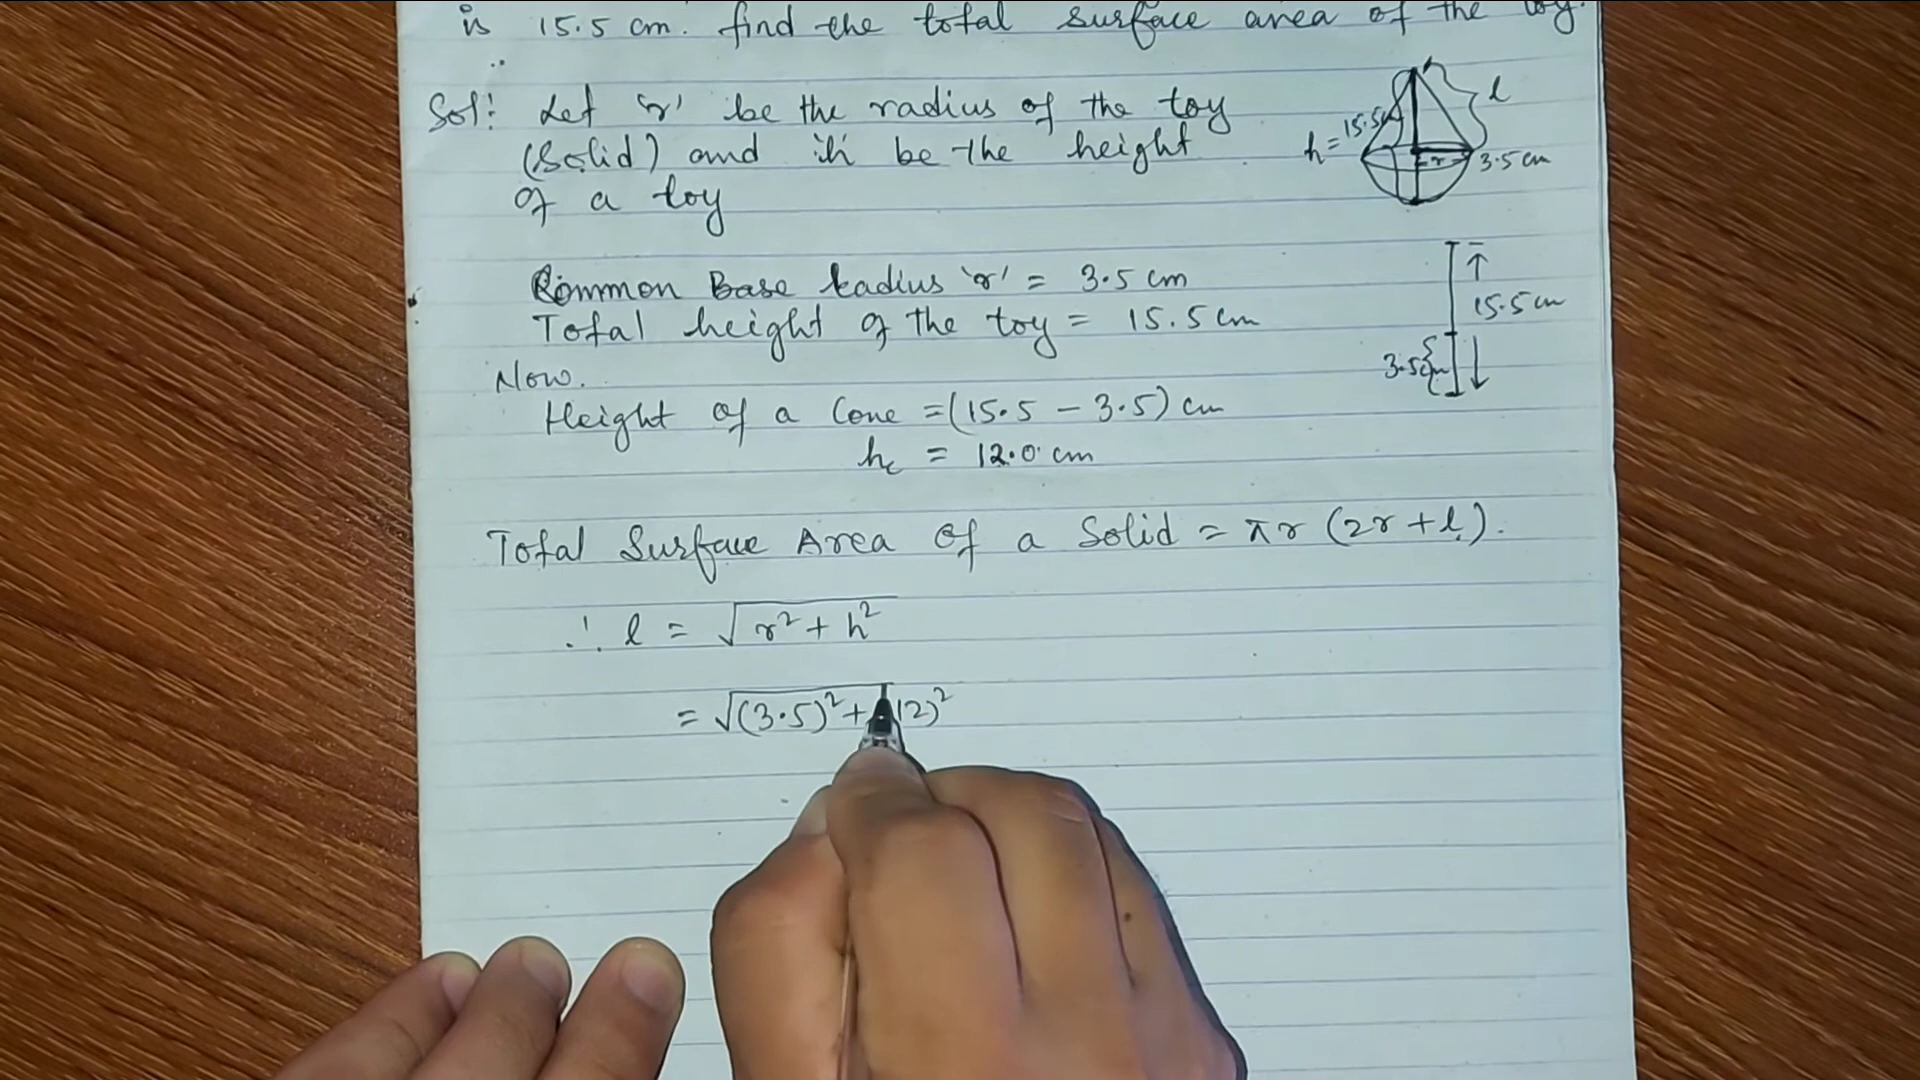 is 15.5 cm. find the total surface area of the toy.
Sol: Let 'r' be the radius of the toy
(Solid) and 'h' be the height
of a toy
l
h = 15.5
r 3.5 cm
Common Base radius 'r' = 3.5 cm
Total height of the toy = 15.5 cm
15.5 cm
3.5cm
Now.
Height of a Cone = (15.5 - 3.5) cm
hc = 12.0 cm
Total Surface Area of a Solid = πr (2r + l).
∴ l = √r² + h²
= √(3.5)² + (12)²